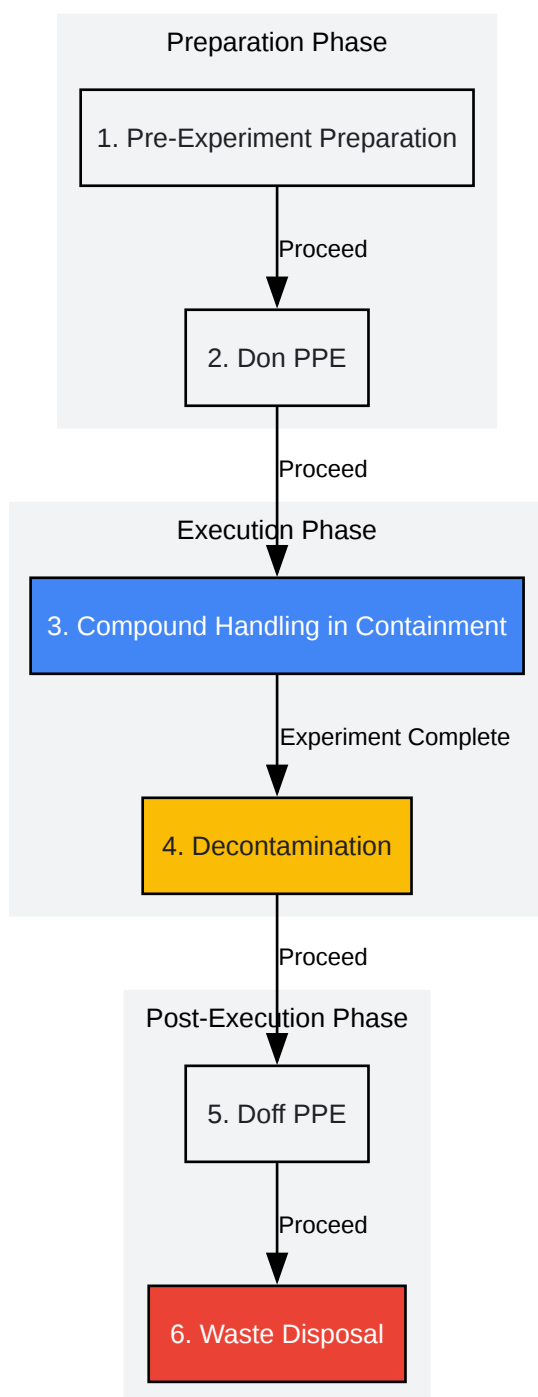 Preparation Phase
1. Pre-Experiment Preparation
Proceed
2. Don PPE
Proceed
Execution Phase
3. Compound Handling in Containment
Experiment Complete
4. Decontamination
Proceed
Post-Execution Phase
5. Doff PPE
Proceed
6. Waste Disposal